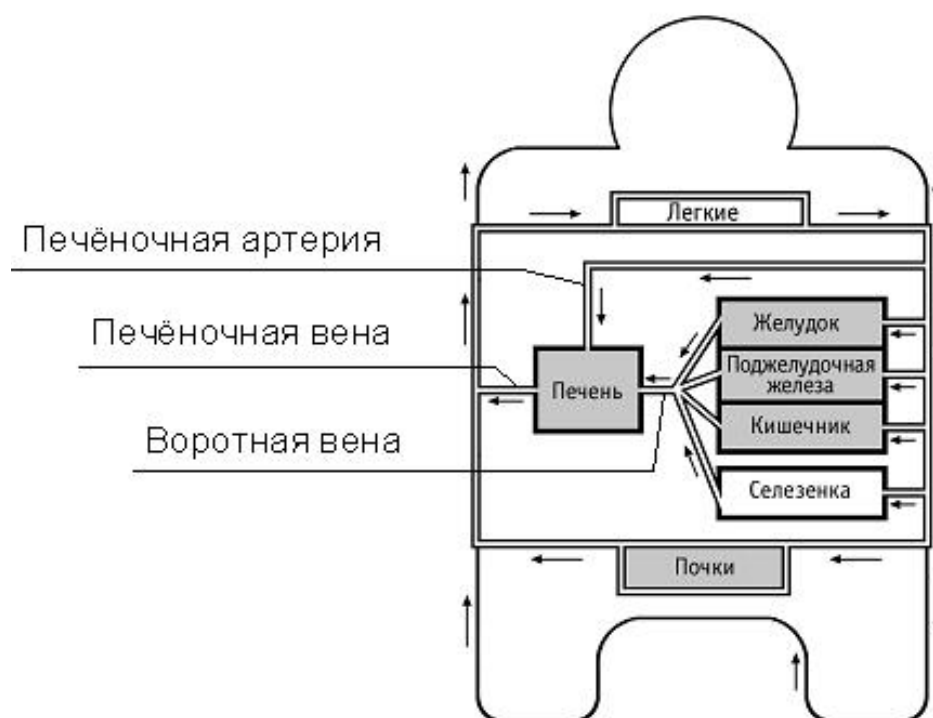 Легкие
Печёночная артерия
Желудок
Печёночная вена
Поджелудочная
железа
Печень
Кишечник
Воротная вена
Селезенка
Почки